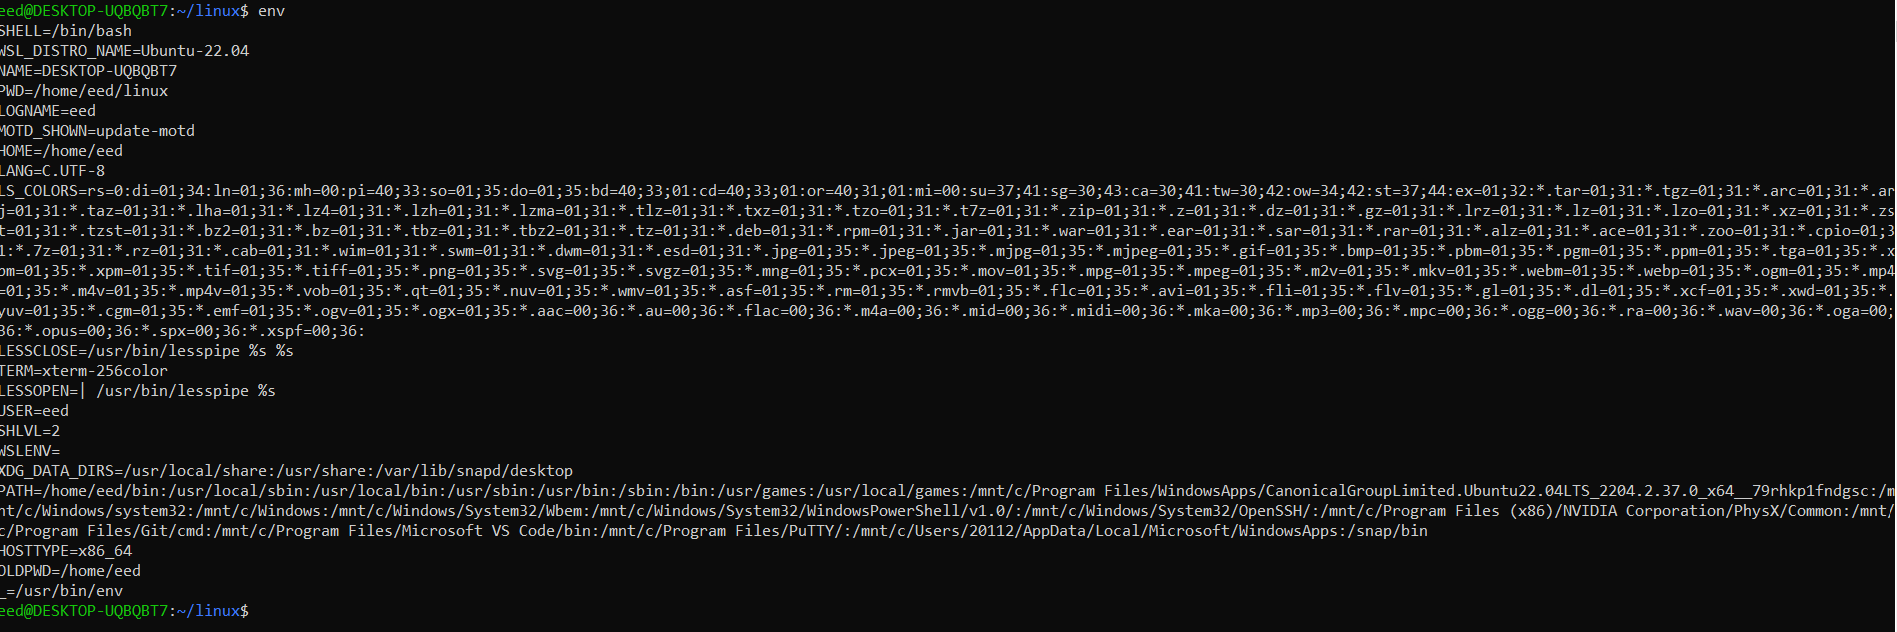 eed@DESKTOP-UQBQBT7:~/linux$ env
SHELL=/bin/bash
WSL_DISTRO_NAME=Ubuntu-22.04
NAME=DESKTOP-UQBQBT7
PWD=/home/eed/linux
LOGNAME=eed
MOTD_SHOWN=update-motd
HOME=/home/eed
LANG=C.UTF-8
LS_COLORS=rs=0:di=01;34:ln=01;36:mh=00:pi=40;33:so=01;35:do=01;35:bd=40;33;01:cd=40;33;01:or=40;31;01:mi=00:su=37;41:sg=30;43:ca=30;41:tw=30;42:ow=34;42:st=37;44:ex=01;32:*.tar=01;31:*.tgz=01;31:*.arc=01;31:*.ar
j=01;31:*.taz=01;31:*.lha=01;31:*.lz4=01;31:*.lzh=01;31:*.lzma=01;31:*.tlz=01;31:*.txz=01;31:*.tzo=01;31:*.t7z=01;31:*.zip=01;31:*.z=01;31:*.dz=01;31:*.gz=01;31:*.lrz=01;31:*.lz=01;31:*.lzo=01;31:*.xz=01;31:*.zs
t=01;31:*.tzst=01;31:*.bz2=01;31:*.bz=01;31:*.tbz=01;31:*.tbz2=01;31:*.tz=01;31:*.deb=01;31:*.rpm=01;31:*.jar=01;31:*.war=01;31:*.ear=01;31:*.sar=01;31:*.rar=01;31:*.alz=01;31:*.ace=01;31:*.zoo=01;31:*.cpio=01;3
l:*.7z=01;31:*.rz=01;31:*.cab=01;31:*.wim=01;31:*.swm=01;31:*.dwm=01;31:*.esd=01;31:*.jpg=01;35:*.jpeg=01;35:*.mjpg=01;35:*.mjpeg=01;35:*.gif=01;35:*.bmp=01;35:*.pbm=01;35:*.pgm=01;35:*.ppm=01;35:*.tga=01;35:*.x
bm=01;35:*.xpm=01;35:*.tif=01;35:*.tiff=01;35:*.png=01;35:*.svg=01;35:*.svgz=01;35:*.mng=01;35:*.pcx=01;35:*.mov=01;35:*.mpg=01;35:*.mpeg=01;35:*.m2v=01;35:*.mkv=01;35:*.webm=01;35:*.webp=01;35:*.ogm=01;35:*.mp4
=01;35:*.m4v=01;35:*.mp4v=01;35:*.vob=01;35:*.qt=01;35:*.nuv=01;35:*.wmv=01;35:*.asf=01;35:*.rm=01;35:*.rmvb=01;35:*.flc=01;35:*.avi=01;35:*.fli=01;35:*.flv=01;35:*.gl=01;35:*.dl=01;35:*.xcf=01;35:*.xwd=01;35:*.
yuv=01;35:*.cgm=01;35:*.emf=01;35:*.ogv=01;35:*.ogx=01;35:*.aac=00;36:*.au=00;36:*.flac=00;36:*.m4a=00;36:*.mid=00;36:*.midi=00;36:*.mka=00;36:*.mp3=00;36:*.mpc=00;36:*.ogg=00;36:*.ra=00;36:*.wav=00;36:*.oga=00;
36:*.opus=00;36:*.spx=00;36:*.xspf=00;36:
LESSCLOSE=/usr/bin/lesspipe %s %s
TERM=xterm-256color
LESSOPEN=| /usr/bin/lesspipe %s
USER=eed
SHLVL=2
WSLENV=
XDG_DATA_DIRS=/usr/local/share:/usr/share:/var/lib/snapd/desktop
PATH=/home/eed/bin:/usr/local/sbin:/usr/local/bin:/usr/sbin:/usr/bin:/sbin:/bin:/usr/games:/usr/local/games:/mnt/c/Program Files/WindowsApps/CanonicalGroupLimited.Ubuntu22.04LTS_2204.2.37.0_x64__79rhkp1fndgsc:/m
nt/c/Windows/system32:/mnt/c/Windows:/mnt/c/Windows/System32/Wbem:/mnt/c/Windows/System32/WindowsPowerShell/v1.0/:/mnt/c/Windows/System32/OpenSSH/:/mnt/c/Program Files (x86)/NVIDIA Corporation/PhysX/Common:/mnt/
c/Program Files/Git/cmd:/mnt/c/Program Files/Microsoft VS Code/bin:/mnt/c/Program Files/PuTTY/:/mnt/c/Users/20112/AppData/Local/Microsoft/WindowsApps:/snap/bin
HOSTTYPE=x86_64
OLDPWD=/home/eed
_=/usr/bin/env
eed@DESKTOP-UQBQBT7:~/linux$